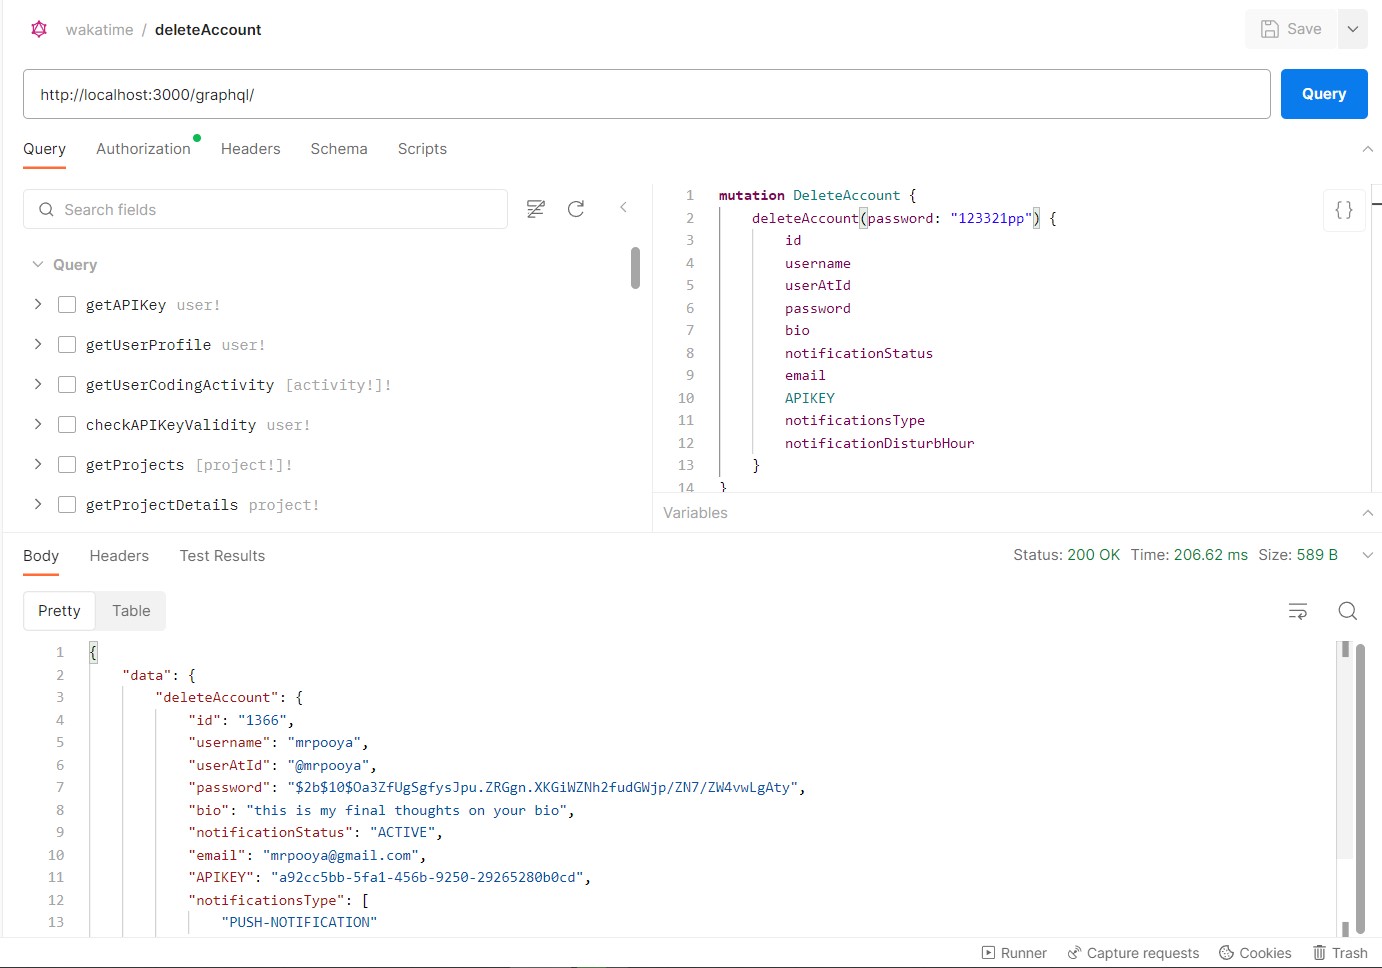 wakatime / deleteAccount
Save
http://localhost:3000/graphql/
Query
Query Authorization Headers Schema Scripts
Search fields
Query
getAPIKey user!
getUserProfile user!
getUserCodingActivity [activity!]!
checkAPIKeyValidity user!
getProjects [project!]!
getProjectDetails project!
1 mutation DeleteAccount {
2 deleteAccount(password: "123321pp") {
3 id
4 username
5 userAtId
6 password
7 bio
8 notificationStatus
9 email
10 APIKEY
11 notificationsType
12 notificationDisturbHour
13 }
14 }
{}
Variables
Body Headers Test Results
Status: 200 OK Time: 206.62 ms Size: 589 B
Pretty Table
1 {
2 "data": {
3 "deleteAccount": {
4 "id": "1366",
5 "username": "mrpooya",
6 "userAtId": "@mrpooya",
7 "password": "$2b$10$Oa3ZfUgSgfysJpu.ZRGgn.XKGiWZNh2fudGWjp/ZN7/ZW4vwLgAty",
8 "bio": "this is my final thoughts on your bio",
9 "notificationStatus": "ACTIVE",
10 "email": "mrpooya@gmail.com",
11 "APIKEY": "a92cc5bb-5fa1-456b-9250-29265280b0cd",
12 "notificationsType": [
13 "PUSH-NOTIFICATION"
Runner Capture requests Cookies Trash